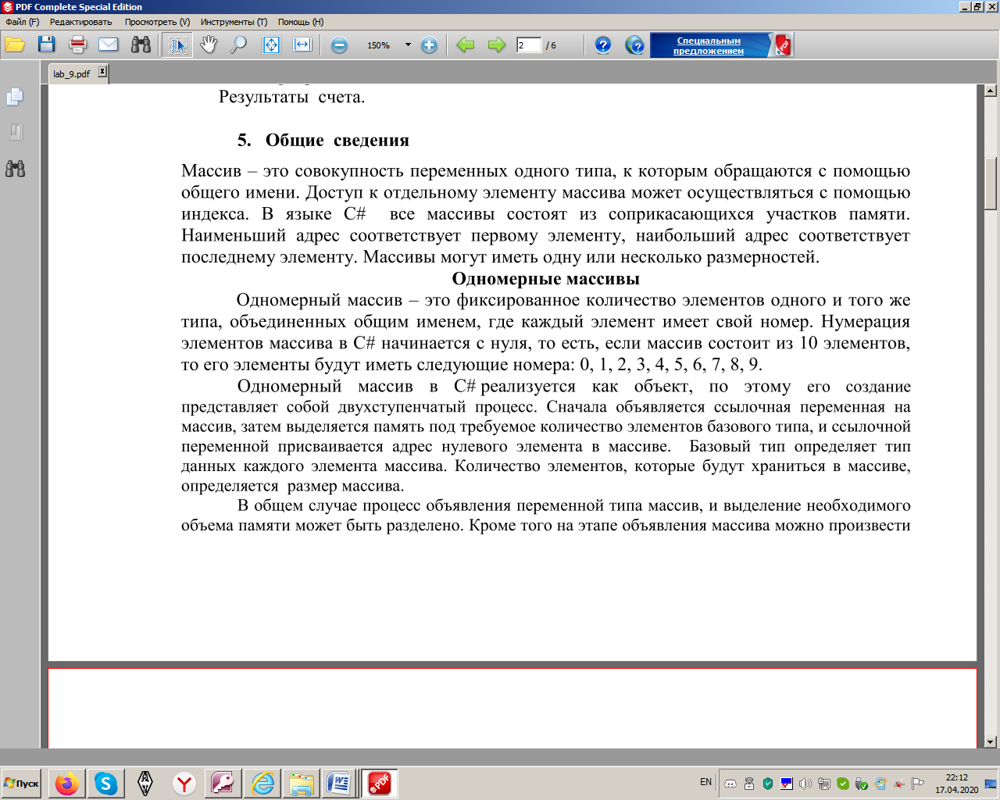 PDF Complete Special Edition
Файл (F) Редактировать Просмотреть (V) Инструменты (T) Помощь (H)
150% 2 / 6 Специальным
предложением
lab_9.pdf
Результаты счета.
5. Общие сведения
Массив – это совокупность переменных одного типа, к которым обращаются с помощью
общего имени. Доступ к отдельному элементу массива может осуществляться с помощью
индекса. В языке C# все массивы состоят из соприкасающихся участков памяти.
Наименьший адрес соответствует первому элементу, наибольший адрес соответствует
последнему элементу. Массивы могут иметь одну или несколько размерностей.
Одномерные массивы
Одномерный массив – это фиксированное количество элементов одного и того же
типа, объединенных общим именем, где каждый элемент имеет свой номер. Нумерация
элементов массива в C# начинается с нуля, то есть, если массив состоит из 10 элементов,
то его элементы будут иметь следующие номера: 0, 1, 2, 3, 4, 5, 6, 7, 8, 9.
Одномерный массив в C# реализуется как объект, по этому его создание
представляет собой двухступенчатый процесс. Сначала объявляется ссылочная переменная на
массив, затем выделяется память под требуемое количество элементов базового типа, и ссылочной
переменной присваивается адрес нулевого элемента в массиве. Базовый тип определяет тип
данных каждого элемента массива. Количество элементов, которые будут храниться в массиве,
определяется размер массива.
В общем случае процесс объявления переменной типа массив, и выделение необходимого
объема памяти может быть разделено. Кроме того на этапе объявления массива можно произвести
Пуск
EN
22:12
17.04.2020